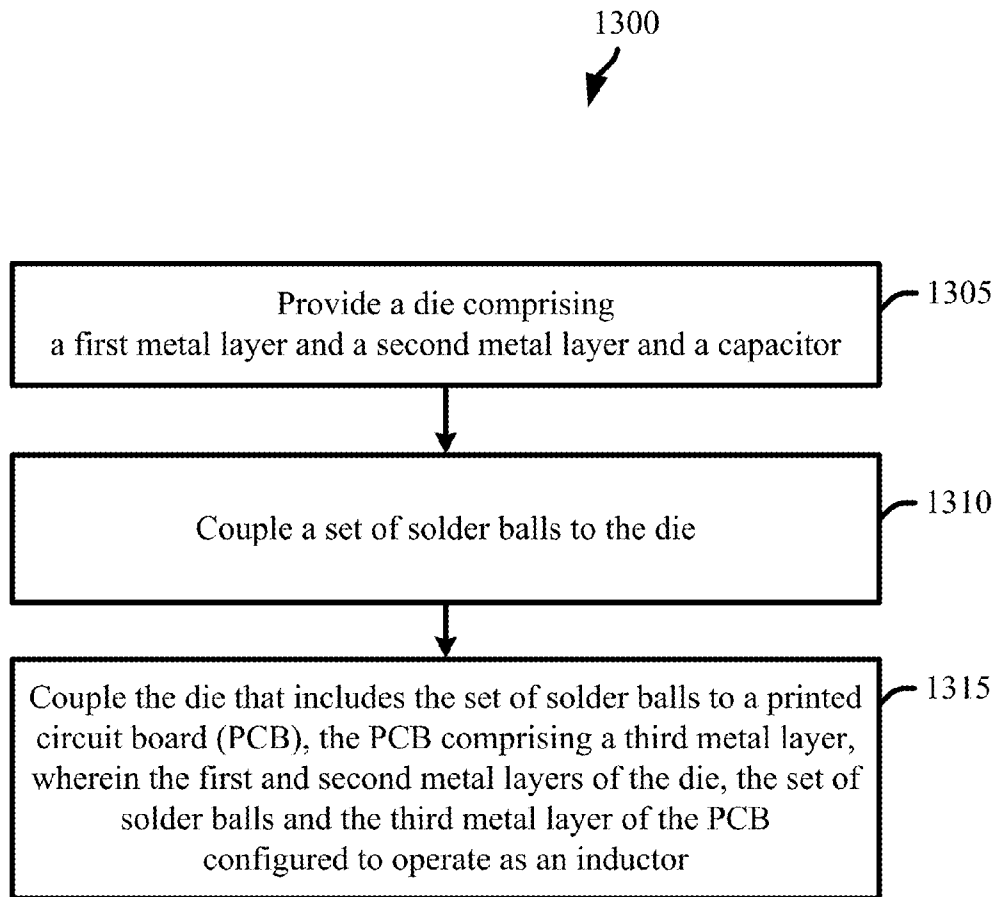 1300
Provide a die comprising
a first metal layer and a second metal layer and a capacitor
1305
Couple a set of solder balls to the die
1310
Couple the die that includes the set of solder balls to a printed
circuit board (PCB), the PCB comprising a third metal layer,
wherein the first and second metal layers of the die, the set of
solder balls and the third metal layer of the PCB
configured to operate as an inductor
1315